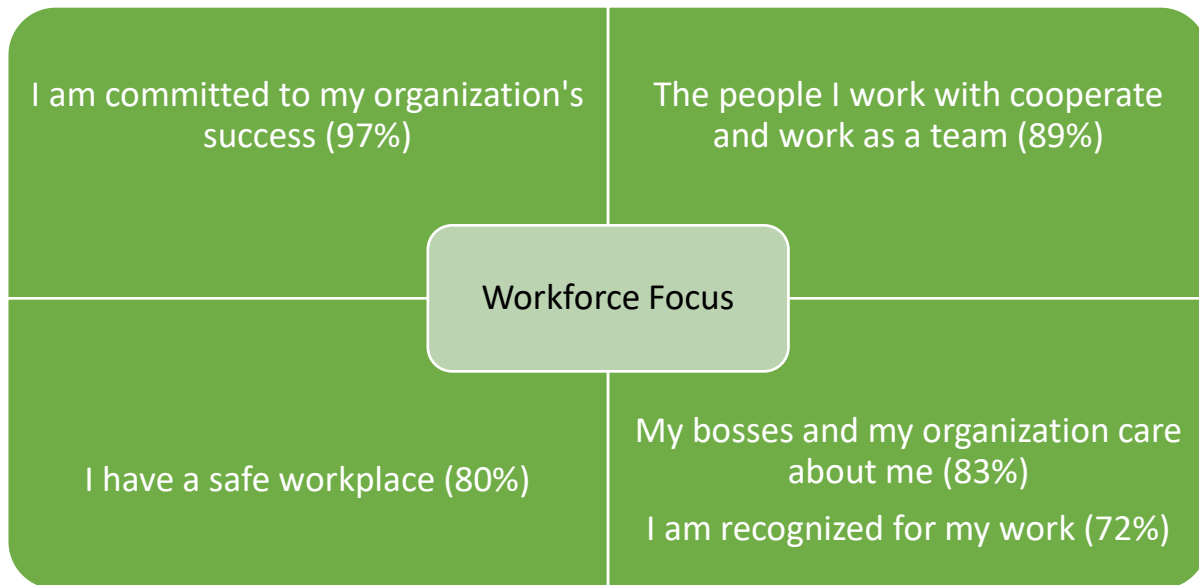 I am committed to my organization's
success (97%)
The people I work with cooperate
and work as a team (89%)
Workforce Focus
I have a safe workplace (80%)
My bosses and my organization care
about me (83%)
I am recognized for my work (72%)